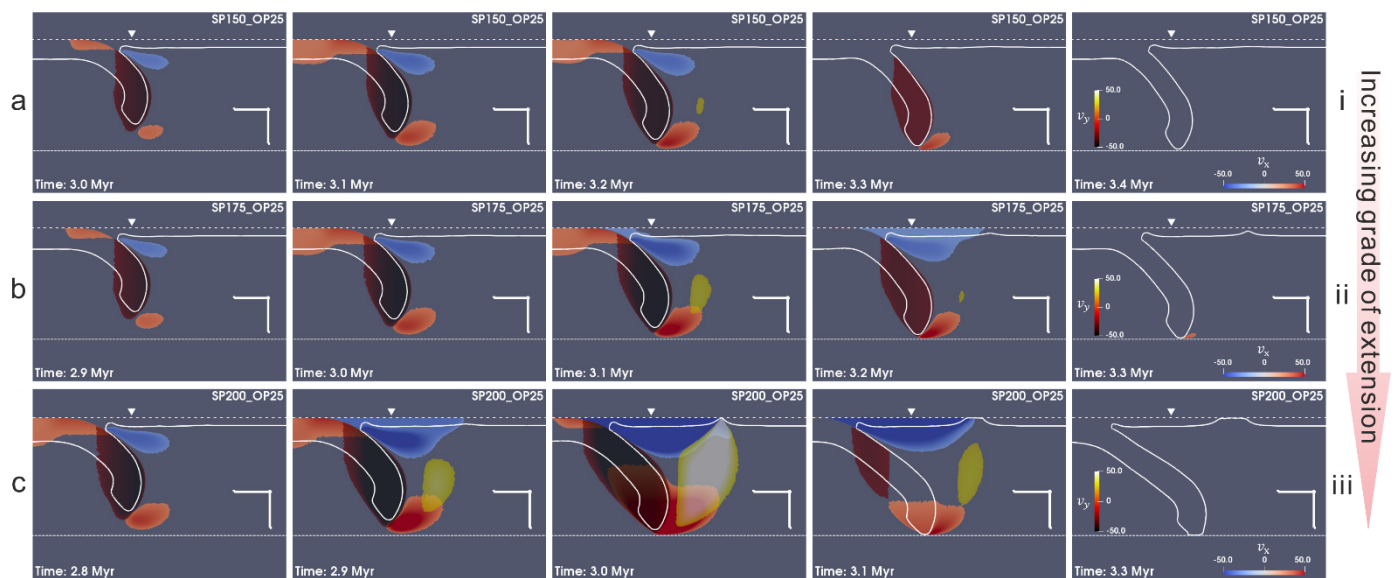 a
SP150_OP25
Time: 3.0 Myr
SP150_OP25
Time: 3.1 Myr
SP150_OP25
Time: 3.2 Myr
SP150_OP25
Time: 3.3 Myr
SP150_OP25
50.0
v_y
-50.0
v_x
-50.0 0 50.0
Time: 3.4 Myr
i
b
SP175_OP25
Time: 2.9 Myr
SP175_OP25
Time: 3.0 Myr
SP175_OP25
Time: 3.1 Myr
SP175_OP25
Time: 3.2 Myr
SP175_OP25
50.0
v_y
-50.0
v_x
-50.0 0 50.0
Time: 3.3 Myr
ii
c
SP200_OP25
Time: 2.8 Myr
SP200_OP25
Time: 2.9 Myr
SP200_OP25
Time: 3.0 Myr
SP200_OP25
Time: 3.1 Myr
SP200_OP25
50.0
v_y
-50.0
v_x
-50.0 0 50.0
Time: 3.3 Myr
iii
Increasing grade of extension